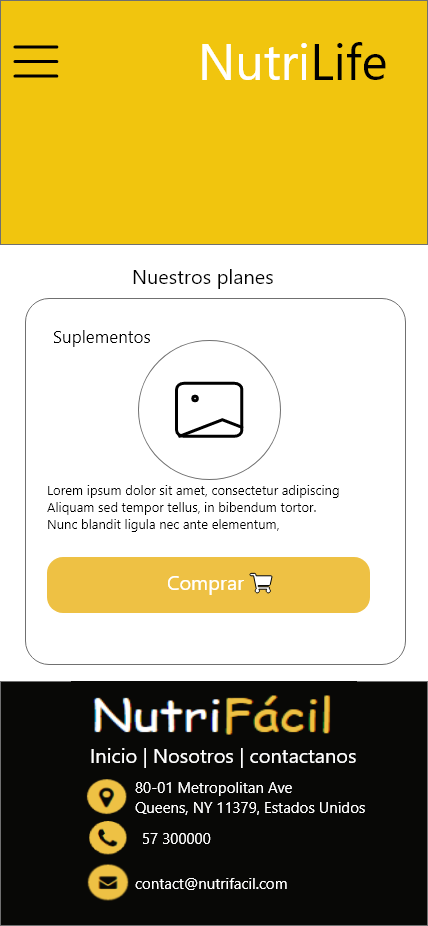 NutriLife
Nuestros planes
Suplementos
Lorem ipsum dolor sit amet, consectetur adipiscing
Aliquam sed tempor tellus, in bibendum tortor.
Nunc blandit ligula nec ante elementum,
Comprar
NutriFácil
Inicio | Nosotros | contactanos
80-01 Metropolitan Ave
Queens, NY 11379, Estados Unidos
57 300000
contact@nutrifacil.com